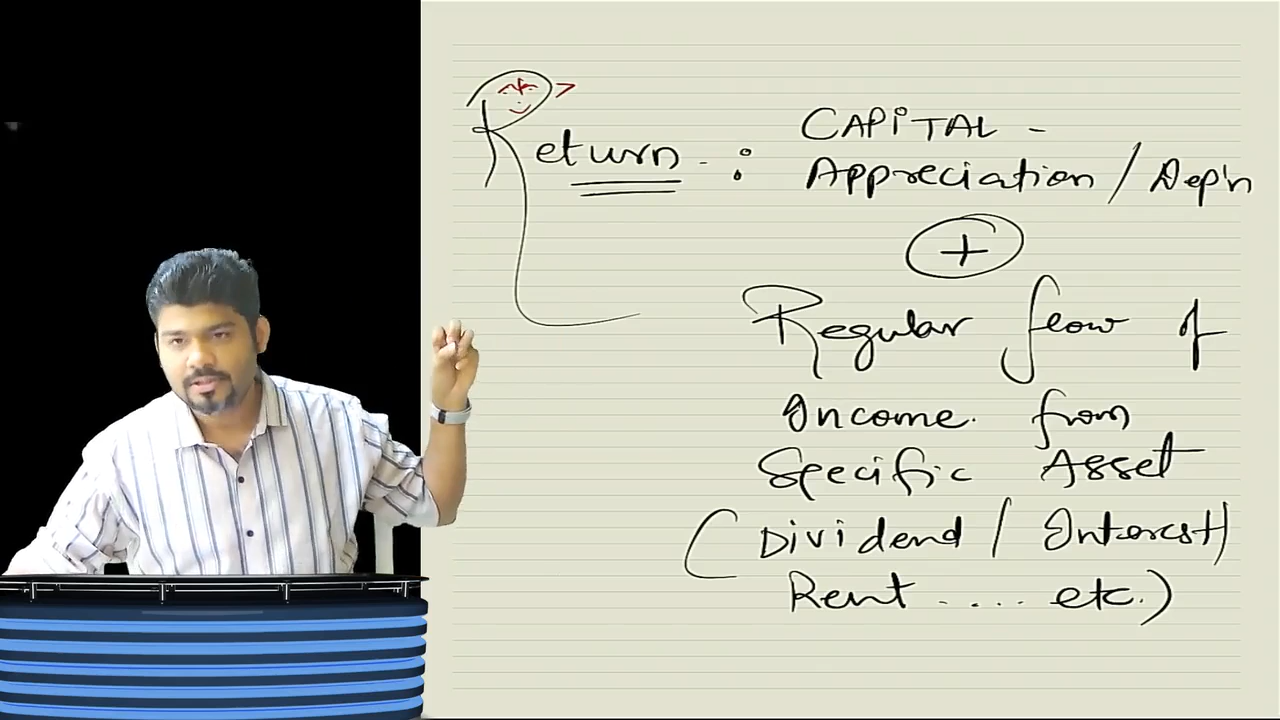 Return :
CAPITAL -
Appreciation / Dep'n
+
Regular flow of
Income. from
Specific Asset
(Dividend / Interest /
Rent .... etc.)